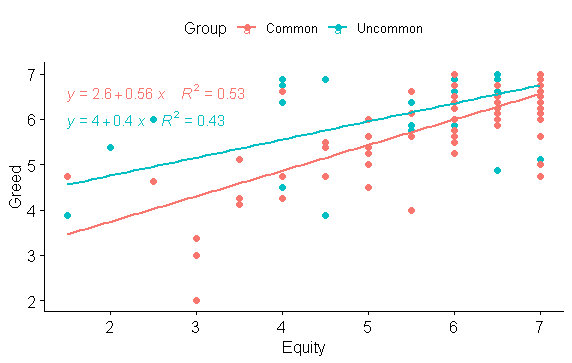 Group a Common a Uncommon
7
y = 2.6 + 0.56 x R² = 0.53
6
y = 4 + 0.4 x R² = 0.43
5
Greed
4
3
2
2 3 4 5 6 7
Equity